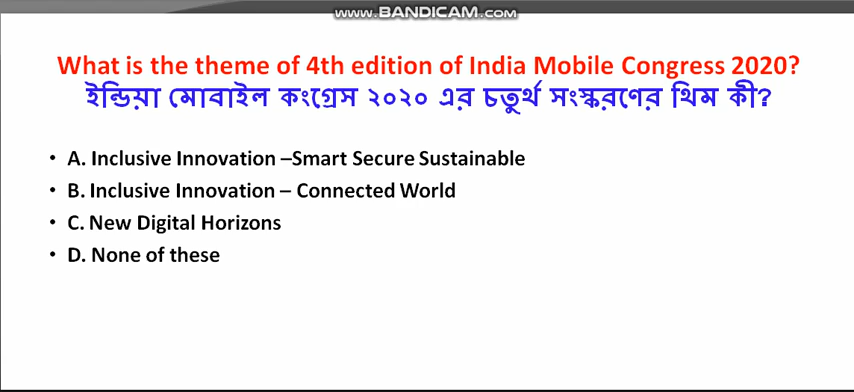 www.BANDICAM.com
What is the theme of 4th edition of India Mobile Congress 2020?
ইন্ডিয়া মোবাইল কংগ্রেস ২০২০ এর চতুর্থ সংস্করণের থিম কী?
• A. Inclusive Innovation –Smart Secure Sustainable
• B. Inclusive Innovation – Connected World
• C. New Digital Horizons
• D. None of these